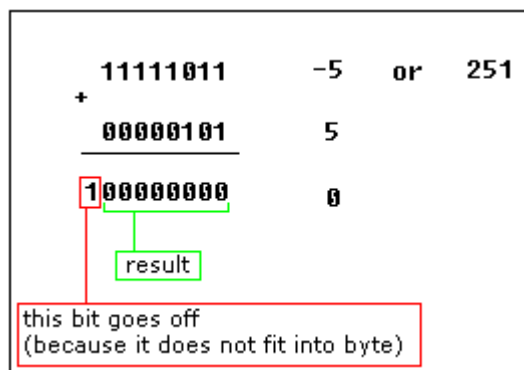 11111011 -5 or 251
+
00000101 5
100000000 0
result
this bit goes off
(because it does not fit into byte)